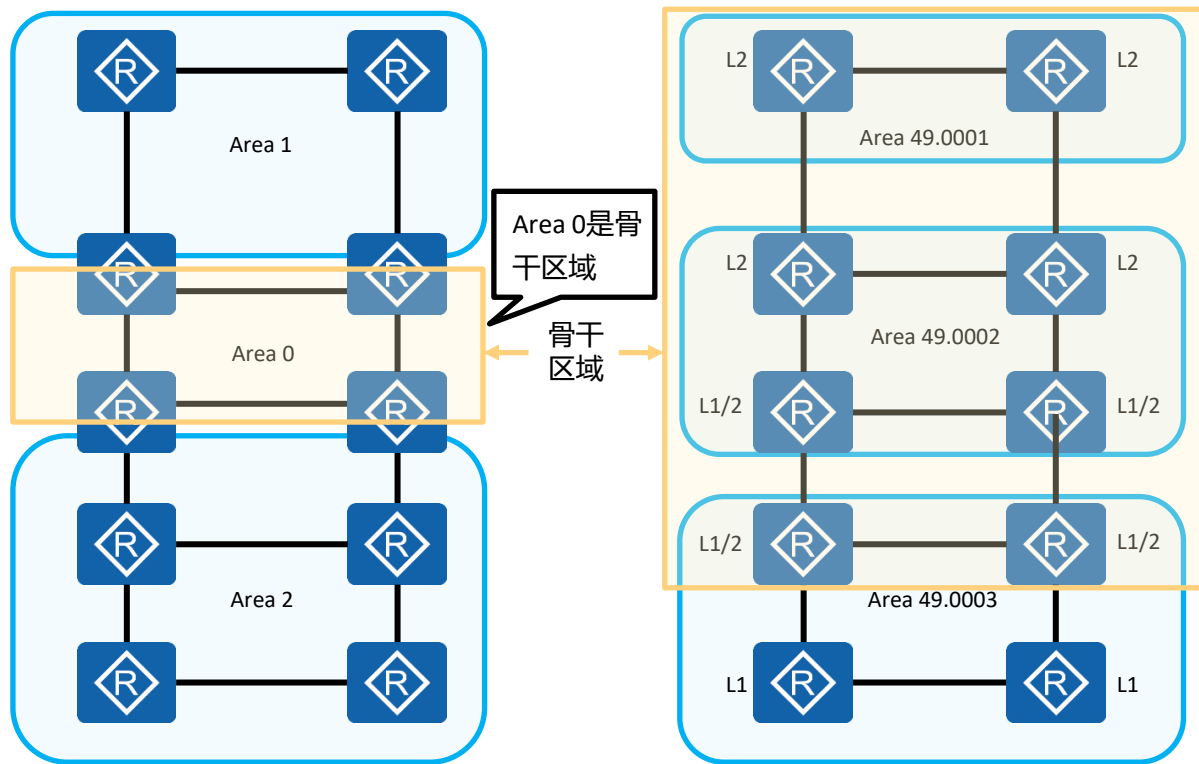 R
R
Area 1
R
R
Area 0
R
R
R
R
Area 2
R
R
Area 0是骨
干区域
骨干
区域
L2
R
R
L2
Area 49.0001
L2
R
R
L2
Area 49.0002
L1/2
R
R
L1/2
L1/2
R
R
L1/2
Area 49.0003
L1
R
R
L1